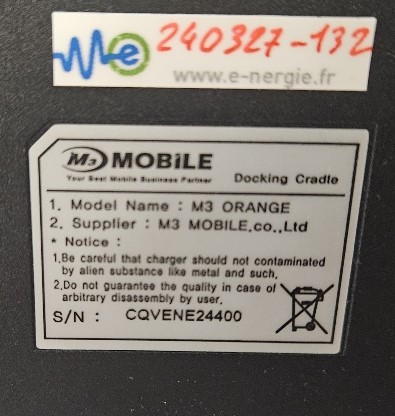 Me 240327-132
www.e-nergie.fr
M3 MOBILE
Your Best Mobile Business Partner
Docking Cradle
1. Model Name : M3 ORANGE
2. Supplier : M3 MOBILE.co.,Ltd
* Notice :
1.Be careful that charger should not contaminated
by alien substance like metal and such,
2.Do not guarantee the quality in case of
arbitrary disassembly by user.
S/N : CQVENE24400